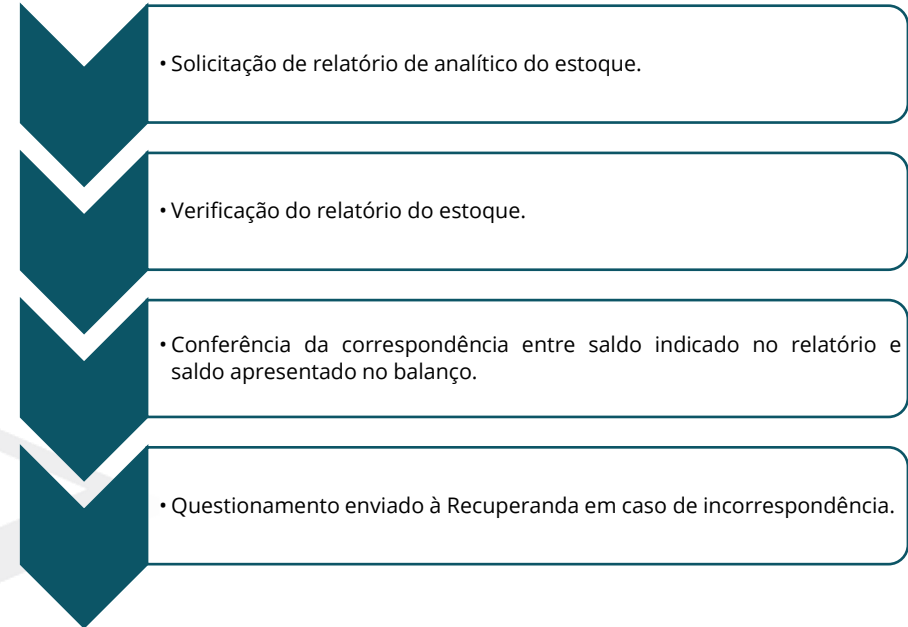 • Solicitação de relatório de analítico do estoque.
• Verificação do relatório do estoque.
• Conferência da correspondência entre saldo indicado no relatório e
saldo apresentado no balanço.
• Questionamento enviado à Recuperanda em caso de incorrespondência.